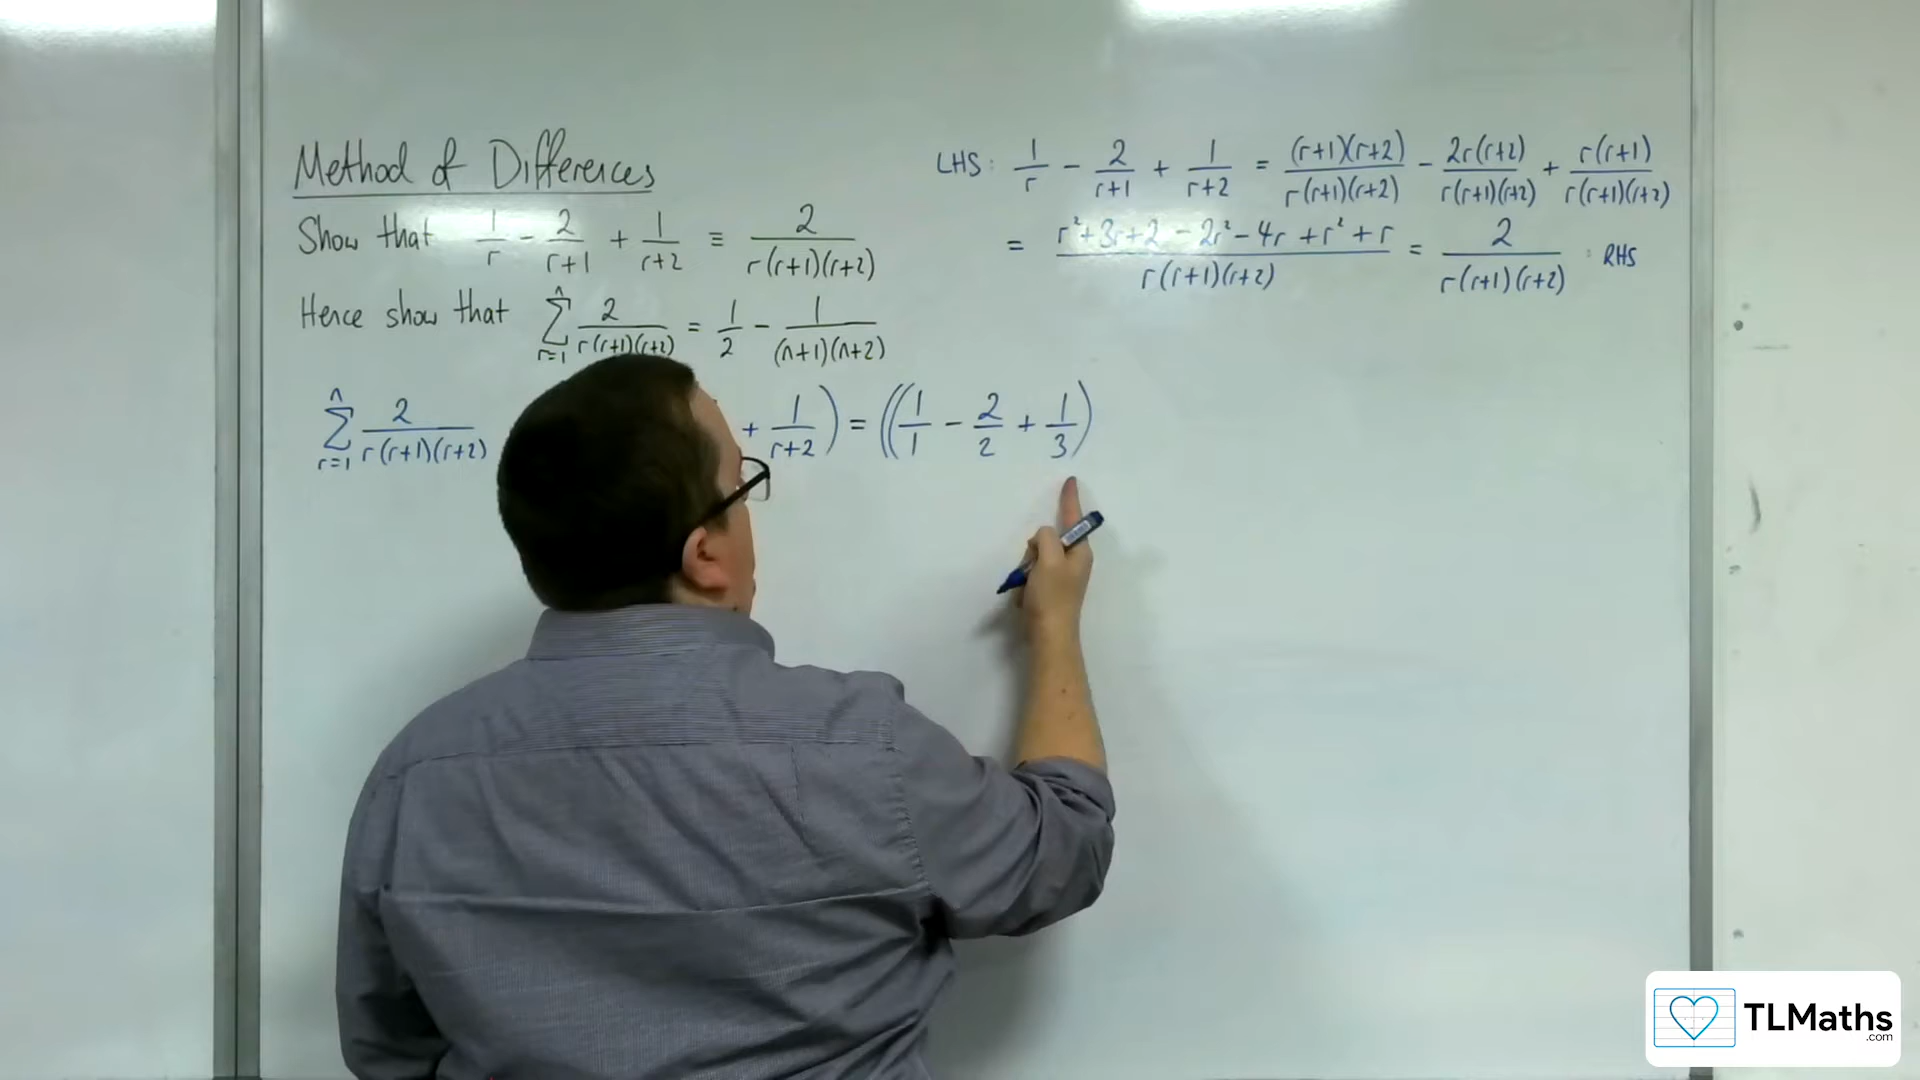 Method of Differences
Show that 1/r - 2/(r+1) + 1/(r+2) ≡ 2/(r(r+1)(r+2))
Hence show that n∑r=1 2/(r(r+1)(r+2)) = 1/2 - 1/((n+1)(n+2))
n∑r=1 2/(r(r+1)(r+2)) + 1/(r+2)) = ((1/1 - 2/2 + 1/3)
LHS: 1/r - 2/(r+1) + 1/(r+2) = (r+1)(r+2)/(r(r+1)(r+2)) - 2r(r+2)/(r(r+1)(r+2)) + r(r+1)/(r(r+1)(r+2))
= (r²+3r+2-2r²-4r+r²+r)/(r(r+1)(r+2)) = 2/(r(r+1)(r+2)) : RHS
TLMaths
.com